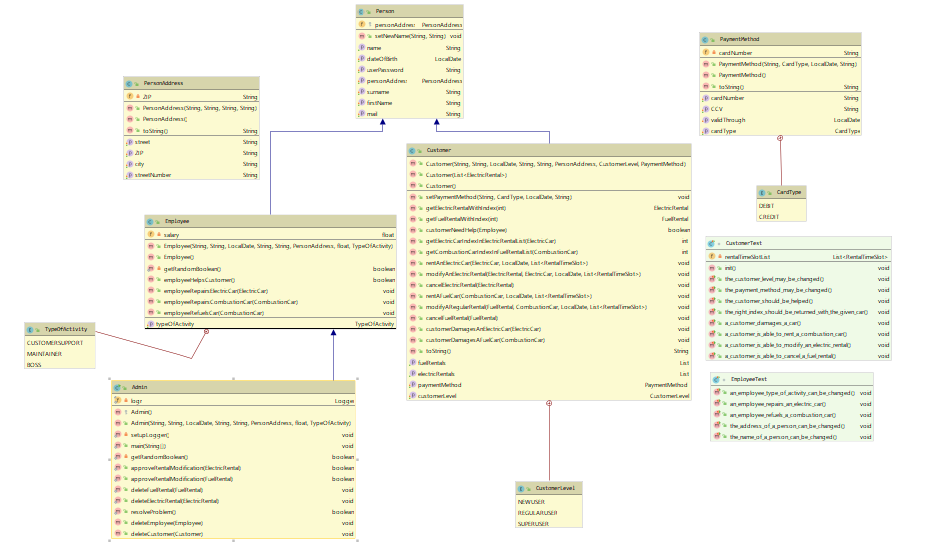 Person
personAddres PersonAddress
setNewName(String, String) void
name String
dateOfBirth LocalDate
userPassword String
personAddres PersonAddress
surname String
firstName String
mail String
PersonAddress
ZIP String
PersonAddress(String, String, String, String)
PersonAddress()
toString() String
street String
ZIP String
city String
streetNumber String
PaymentMethod
cardNumber String
PaymentMethod(String, CardType, LocalDate, String)
PaymentMethod()
toString() String
cardNumber String
CCV String
validThrough LocalDate
cardType CardType
CardType
DEBIT
CREDIT
Customer
Customer(String, String, LocalDate, String, String, PersonAddress, CustomerLevel, PaymentMethod)
Customer(List<ElectricRental>)
Customer()
setPaymentMethod(String, CardType, LocalDate, String) void
getElectricRentalWithIndex(int) ElectricRental
getFuelRentalWithIndex(int) FuelRental
customerNeedHelp(Employee) boolean
getElectricCarIndexInElectricRentalList(ElectricCar) int
getCombustionCarIndexInFuelRentalList(CombustionCar) int
rentAnElectricCar(ElectricCar, LocalDate, List<RentalTimeSlot>) void
modifyAnElectricRental(ElectricRental, ElectricCar, LocalDate, List<RentalTimeSlot>) void
cancelElectricRental(ElectricRental) void
rentAFuelCar(CombustionCar, LocalDate, List<RentalTimeSlot>) void
modifyARegularRental(FuelRental, CombustionCar, LocalDate, List<RentalTimeSlot>) void
cancelFuelRental(FuelRental) void
customerDamagesAnElectricCar(ElectricCar) void
customerDamagesAFuelCar(CombustionCar) void
toString() String
fuelRentals List
electricRentals List
paymentMethod PaymentMethod
customerLevel CustomerLevel
Employee
salary float
Employee(String, String, LocalDate, String, String, PersonAddress, float, TypeOfActivity)
Employee()
getRandomBoolean() boolean
employeeHelpsCustomer() boolean
employeeRepairsElectricCar(ElectricCar) void
employeeRepairsCombustionCar(CombustionCar) void
employeeRefuelsCar(CombustionCar) void
typeOfActivity TypeOfActivity
CustomerTest
rentalTimeSlotList List<RentalTimeSlot>
init() void
the_customer_level_may_be_changed() void
the_payment_method_may_be_changed() void
the_customer_should_be_helped() void
the_right_index_should_be_returned_with_the_given_car() void
a_customer_damages_a_car() void
a_customer_is_able_to_rent_a_combustion_car() void
a_customer_is_able_to_modify_an_electric_rental() void
a_customer_is_able_to_cancel_a_fuel_rental() void
TypeOfActivity
CUSTOMERSUPPORT
MAINTAINER
BOSS
EmployeeTest
an_employee_type_of_activity_can_be_changed() void
an_employee_repairs_an_electric_car() void
an_employee_refuels_a_combustion_car() void
the_address_of_a_person_can_be_changed() void
the_name_of_a_person_can_be_changed() void
Admin
logr Logger
Admin()
Admin(String, String, LocalDate, String, String, PersonAddress, float, TypeOfActivity)
setupLogger() void
main(String[]) void
getRandomBoolean() boolean
approveRentalModification(ElectricRental) boolean
approveRentalModification(FuelRental) boolean
deleteFuelRental(FuelRental) void
deleteElectricRental(ElectricRental) void
resolveProblem() boolean
deleteEmployee(Employee) void
deleteCustomer(Customer) void
CustomerLevel
NEWUSER
REGULARUSER
SUPERUSER